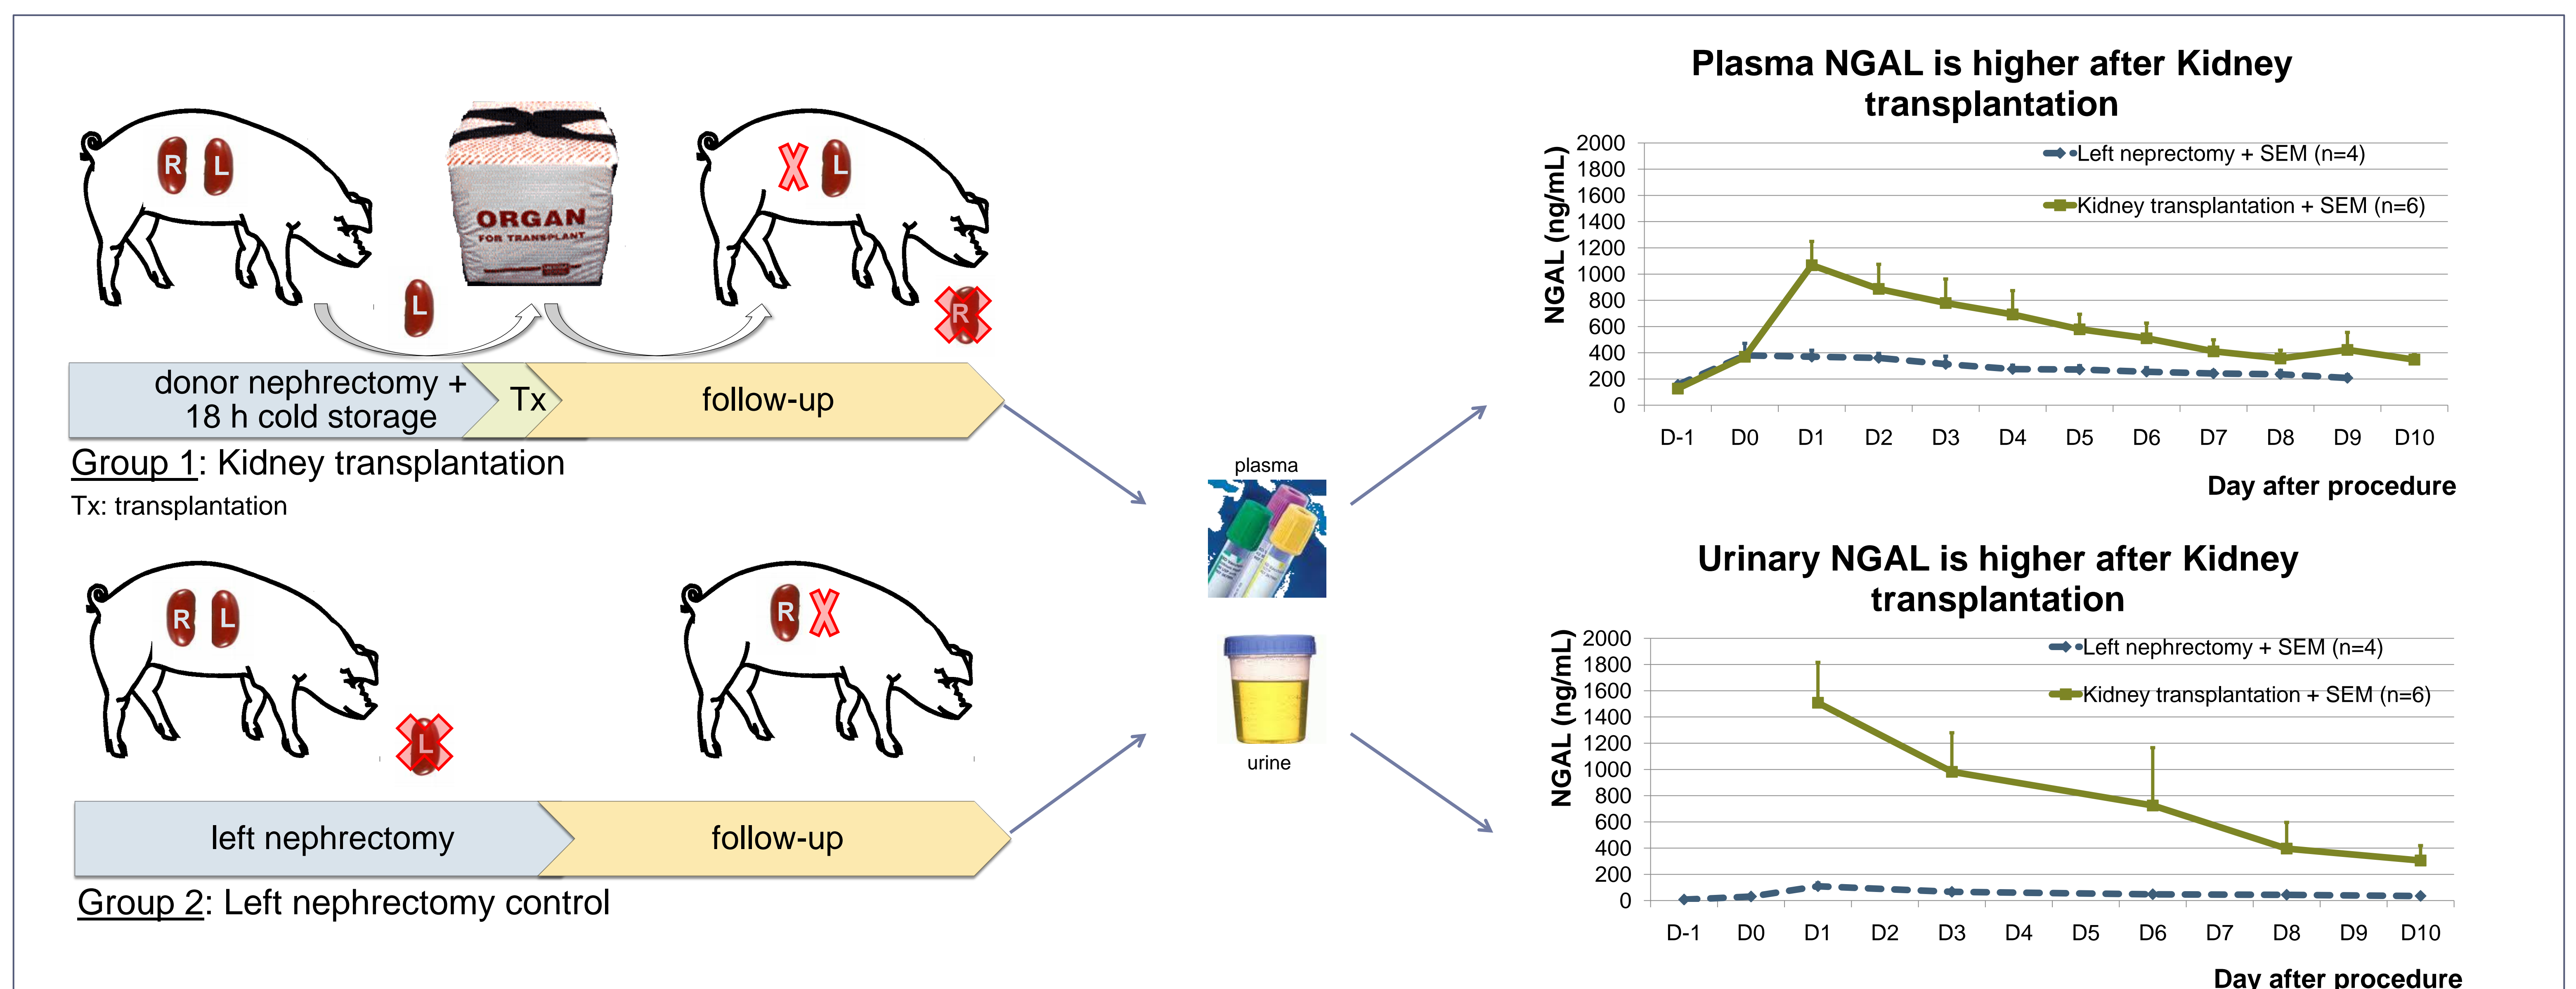 R L
ORGAN
FOR TRANSPLANT
L
L
R
donor nephrectomy +
18 h cold storage
Tx
follow-up
Group 1: Kidney transplantation
Tx: transplantation
R L
L
R
left nephrectomy
follow-up
Group 2: Left nephrectomy control
plasma
urine
Plasma NGAL is higher after Kidney
transplantation
NGAL (ng/mL)
2000
1800
1600
1400
1200
1000
800
600
400
200
0
Left neprectomy + SEM (n=4)
Kidney transplantation + SEM (n=6)
D-1 D0 D1 D2 D3 D4 D5 D6 D7 D8 D9 D10
Day after procedure
Urinary NGAL is higher after Kidney
transplantation
NGAL (ng/mL)
2000
1800
1600
1400
1200
1000
800
600
400
200
0
Left nephrectomy + SEM (n=4)
Kidney transplantation + SEM (n=6)
D-1 D0 D1 D2 D3 D4 D5 D6 D7 D8 D9 D10
Day after procedure